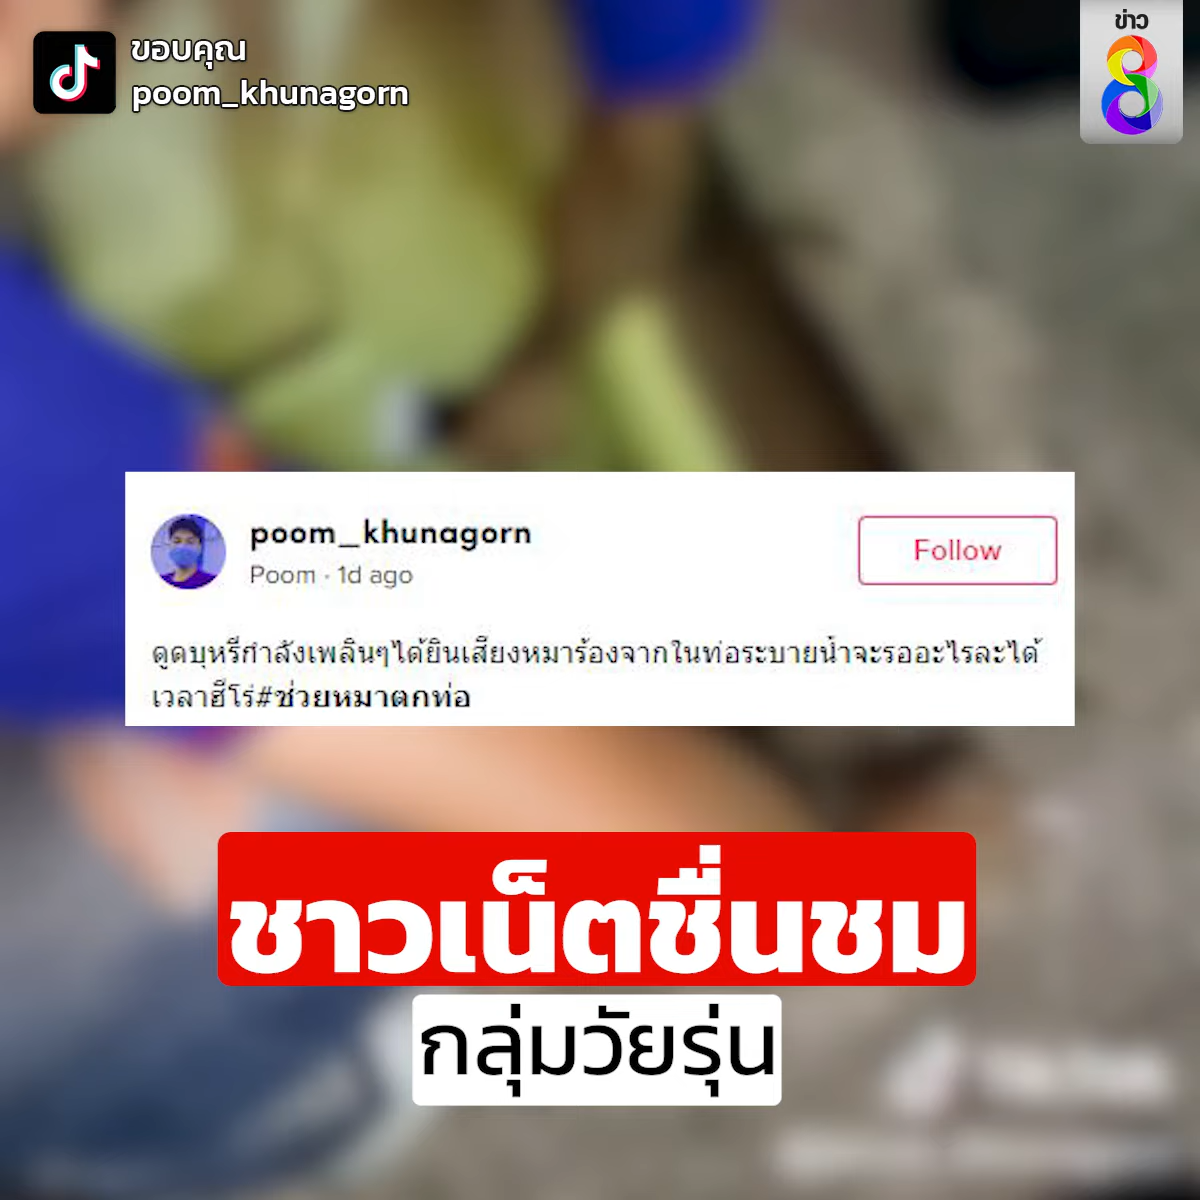 ขอบคุณ
poom_khunagorn
ข่าว
8
poom_khunagorn
Poom · 1d ago
Follow
ดูดบุหรี่กำลังเพลินๆได้ยินเสียงหมาร้องจากในท่อระบายน้ำจะรออะไรละได้
เวลาฮีโร่#ช่วยหมาตกท่อ
ชาวเน็ตชื่นชม
กลุ่มวัยรุ่น